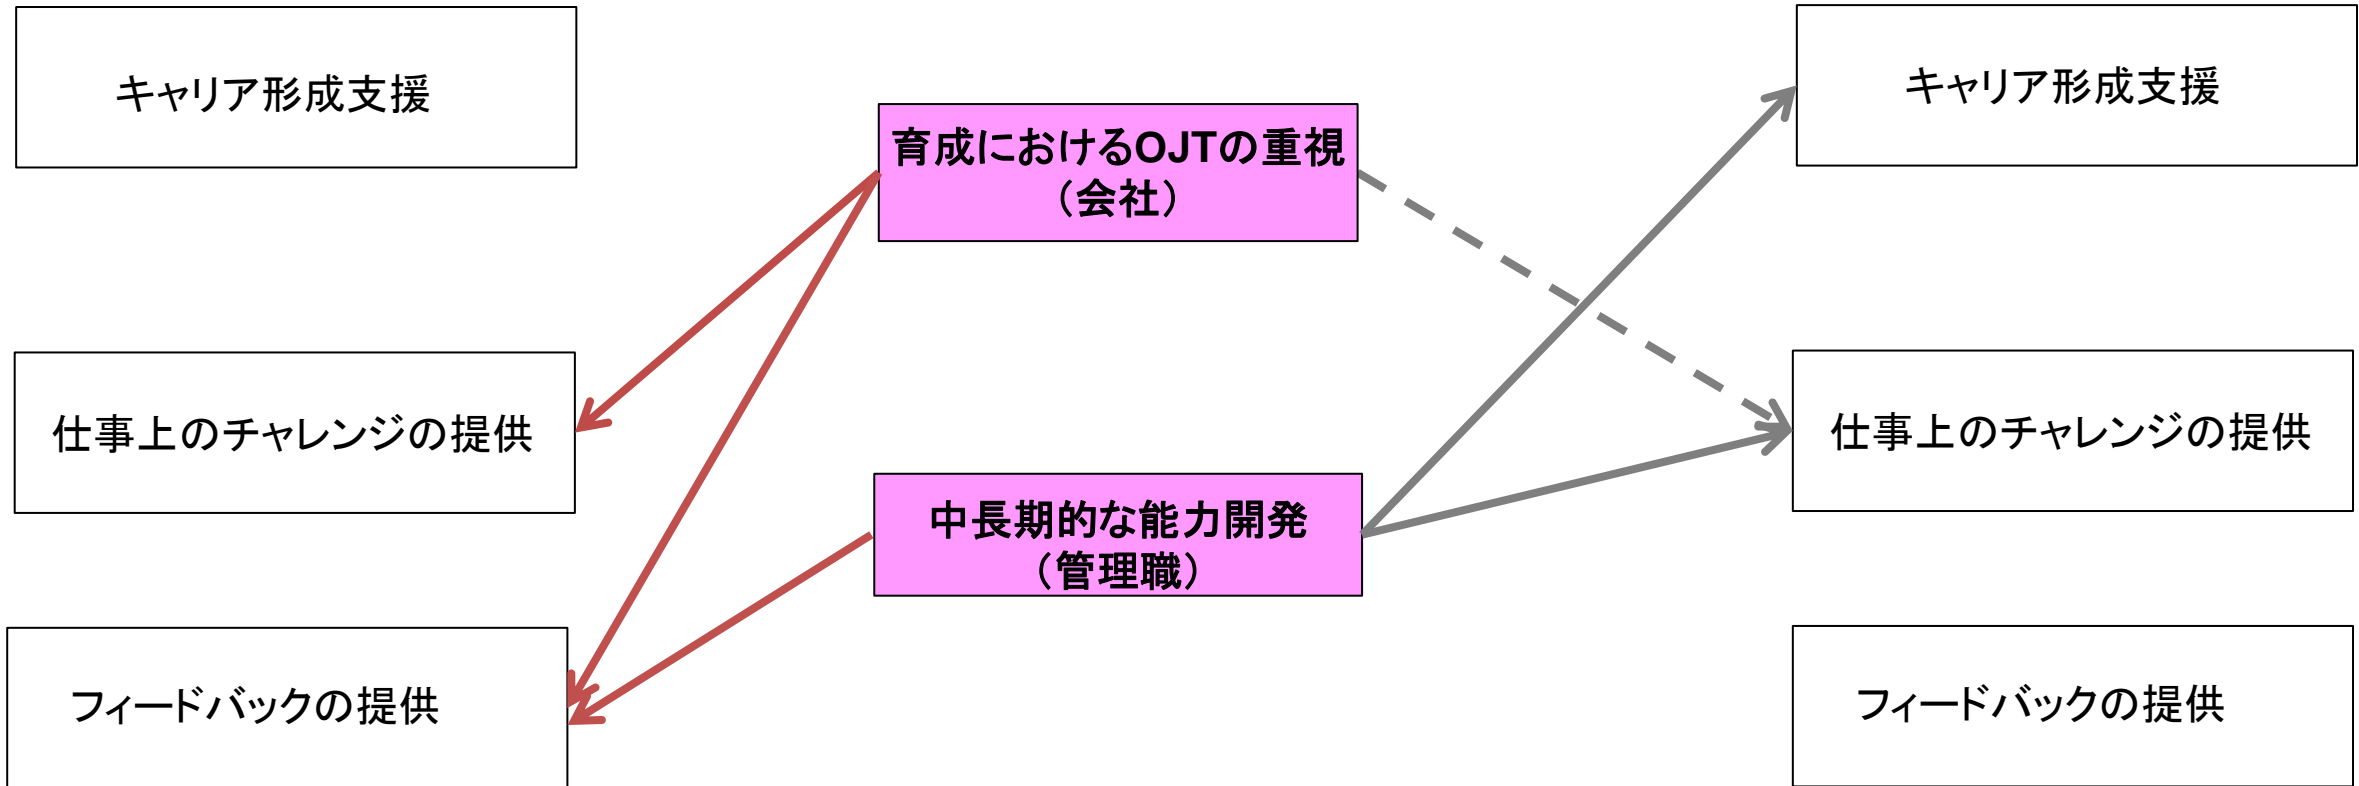 キャリア形成支援
仕事上のチャレンジの提供
フィードバックの提供
育成におけるOJTの重視
（会社）
中長期的な能力開発
（管理職）
キャリア形成支援
仕事上のチャレンジの提供
フィードバックの提供